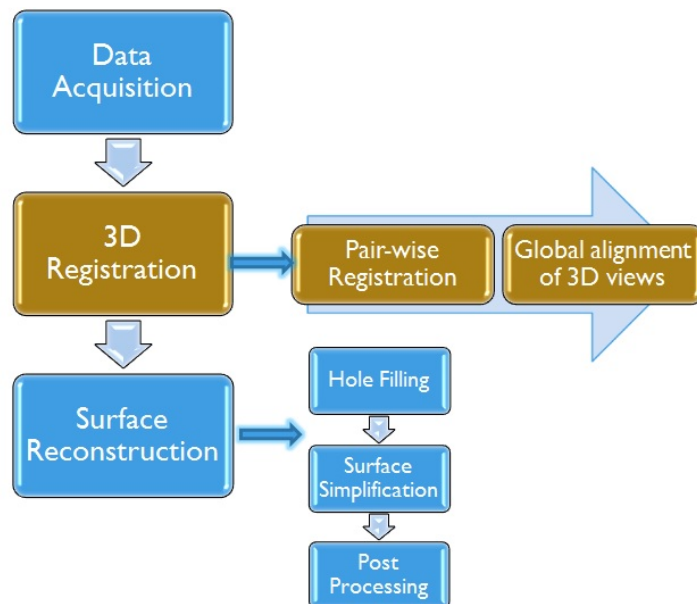 Data
Acquisition
3D
Registration
Pair-wise
Registration
Global alignment
of 3D views
Surface
Reconstruction
Hole Filling
Surface
Simplification
Post
Processing